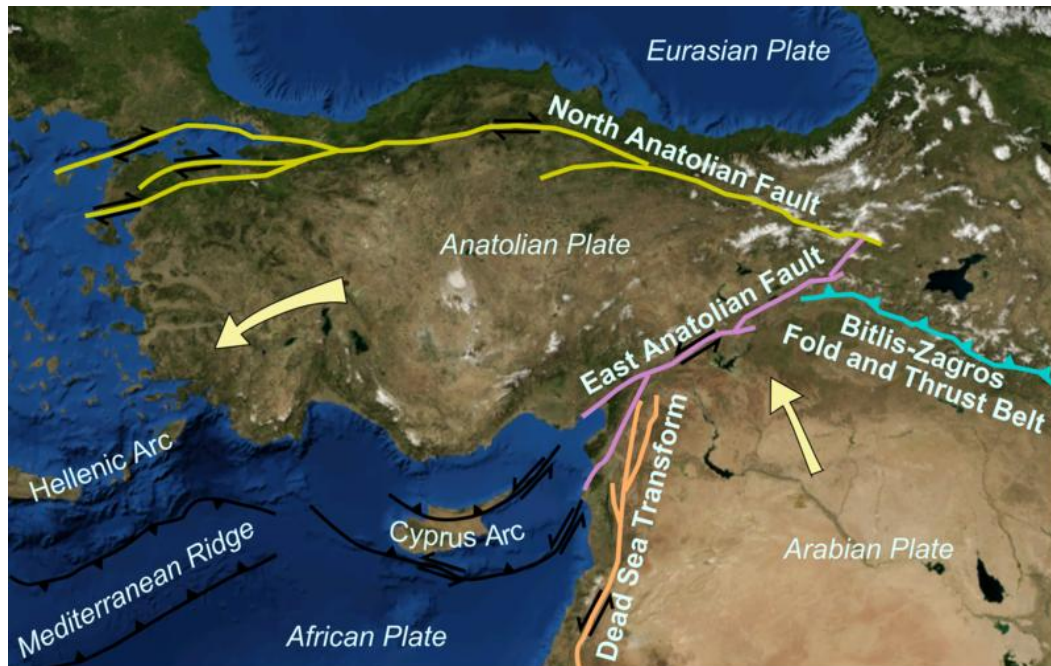 Eurasian Plate
North Anatolian Fault
Anatolian Plate
East Anatolian Fault
Bitlis-Zagros
Fold and Thrust Belt
Hellenic Arc
Cyprus Arc
Dead Sea Transform
Arabian Plate
Mediterranean Ridge
African Plate